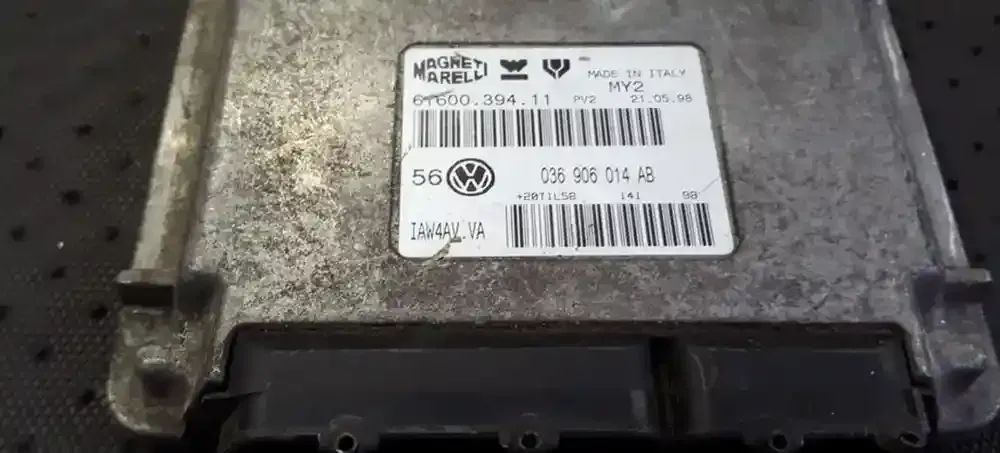 MAGNETI
MARELLI
MADE IN ITALY
MY2
61600.394.11 PV2 21.05.98
56 VW 036 906 014 AB
+20T1L58 141 98
IAW4AV.VA